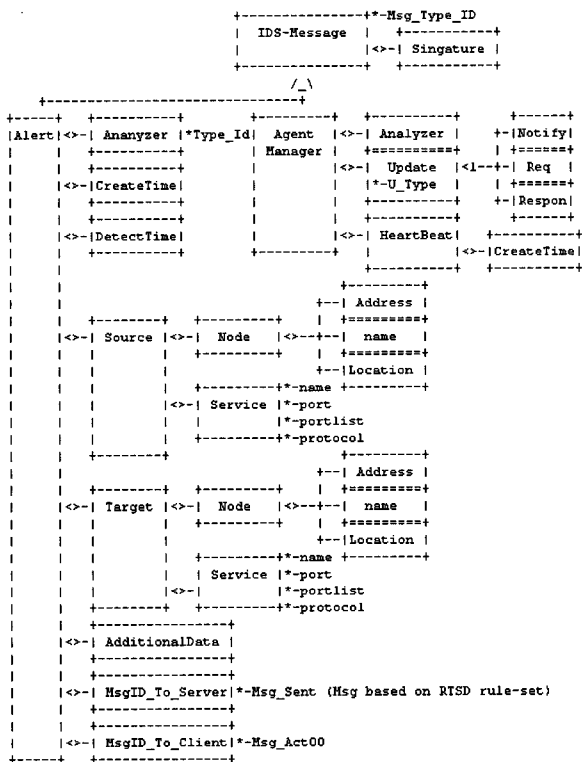 *-Msg_Type_ID
IDS-Message
<>- Singature
Alert <>- Ananyzer *Type_Id Agent <>- Analyzer Notify
Manager
<>- Update <1-- Req
<>-CreateTime *-U_Type
Respon
<>-DetectTime <>- HeartBeat
<>-CreateTime
Address
<>- Source <>- Node <>- name
Location
<>- Service *-name
*-port
*-portlist
*-protocol
Address
<>- Target <>- Node <>- name
Location
Service *-name
*-port
<>- *-portlist
*-protocol
<>- AdditionalData
<>- MsgID_To_Server *-Msg_Sent (Msg based on RTSD rule-set)
<>- MsgID_To_Client *-Msg_Act00